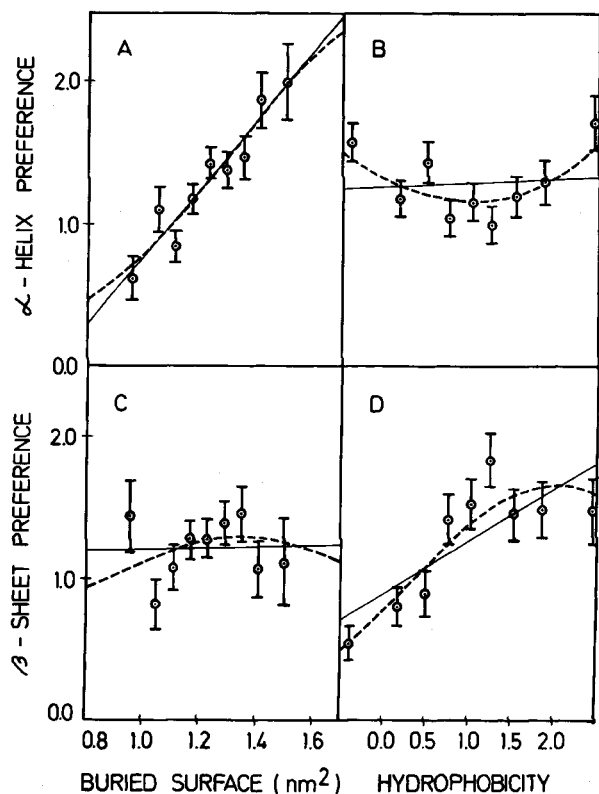 A
B
2.0
1.0
0.0
α - HELIX PREFERENCE
C
D
2.0
1.0
0.0
β - SHEET PREFERENCE
0.8 1.0 1.2 1.4 1.6 0.0 0.5 1.0 1.5 2.0
BURIED SURFACE (nm²) HYDROPHOBICITY